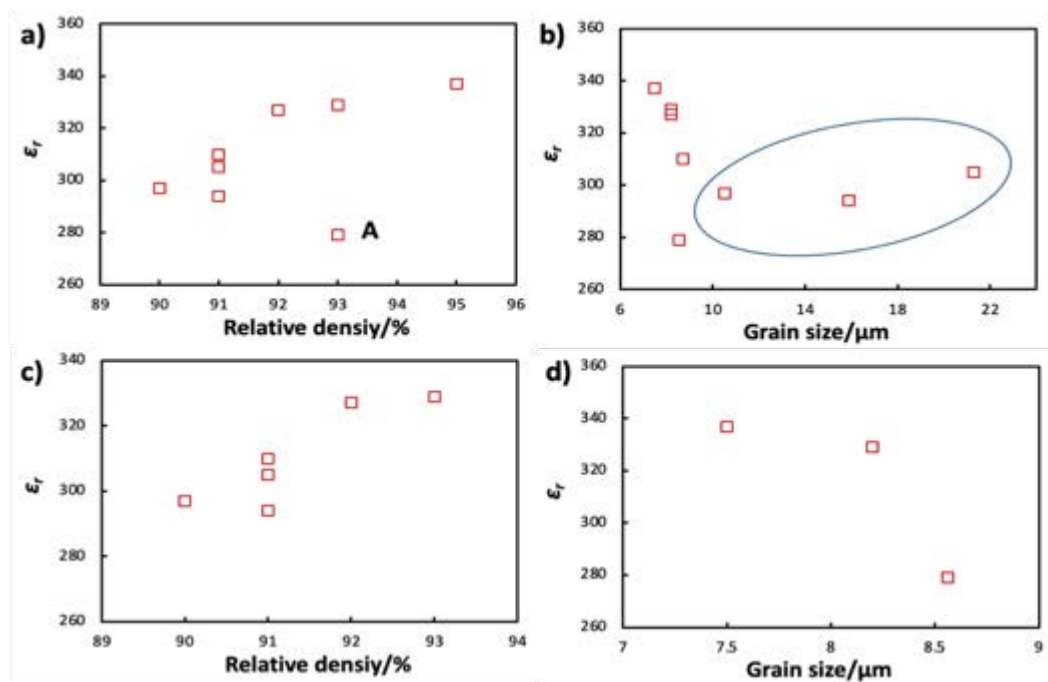 a)
360
340
320
300
280
260
εr
A
89 90 91 92 93 94 95 96
Relative densiy/%
b)
360
340
320
300
280
260
εr
6 10 14 18 22
Grain size/μm
c)
340
320
300
280
260
εr
89 90 91 92 93 94
Relative densiy/%
d)
360
340
320
300
280
260
εr
7 7.5 8 8.5 9
Grain size/μm